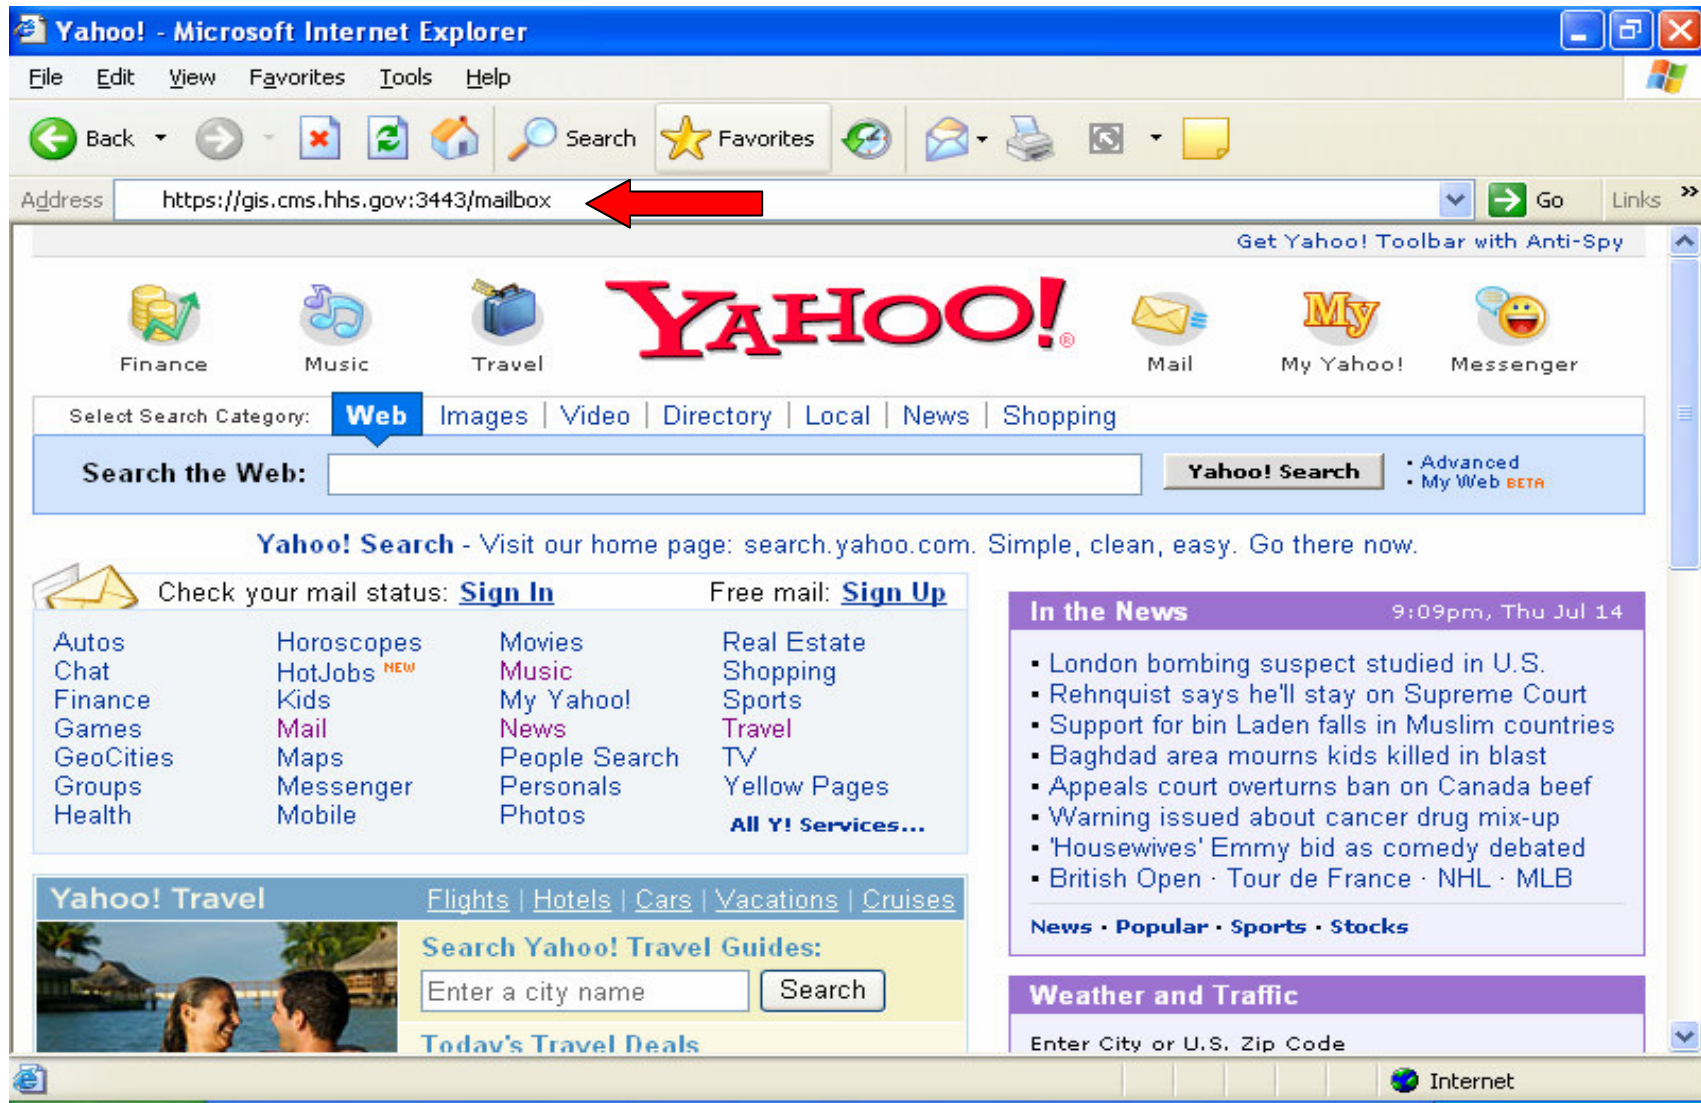 Yahoo! - Microsoft Internet Explorer
File Edit View Favorites Tools Help
Back Search Favorites
Address https://gis.cms.hhs.gov:3443/mailbox Go Links »
Get Yahoo! Toolbar with Anti-Spy
YAHOO!®
My
Finance Music Travel Mail My Yahoo! Messenger
Select Search Category: Web Images | Video | Directory | Local | News | Shopping
Search the Web: Yahoo! Search · Advanced
· My Web BETA
Yahoo! Search - Visit our home page: search.yahoo.com. Simple, clean, easy. Go there now.
Check your mail status: Sign In Free mail: Sign Up
Autos Horoscopes Movies Real Estate
Chat HotJobs NEW Music Shopping
Finance Kids My Yahoo! Sports
Games Mail News Travel
GeoCities Maps People Search TV
Groups Messenger Personals Yellow Pages
Health Mobile Photos All Y! Services...
In the News 9:09pm, Thu Jul 14
▪ London bombing suspect studied in U.S.
▪ Rehnquist says he'll stay on Supreme Court
▪ Support for bin Laden falls in Muslim countries
▪ Baghdad area mourns kids killed in blast
▪ Appeals court overturns ban on Canada beef
▪ Warning issued about cancer drug mix-up
▪ 'Housewives' Emmy bid as comedy debated
▪ British Open · Tour de France · NHL · MLB
News · Popular · Sports · Stocks
Yahoo! Travel Flights | Hotels | Cars | Vacations | Cruises
Search Yahoo! Travel Guides:
Enter a city name Search
Today's Travel Deals
Weather and Traffic
Enter City or U.S. Zip Code
Internet